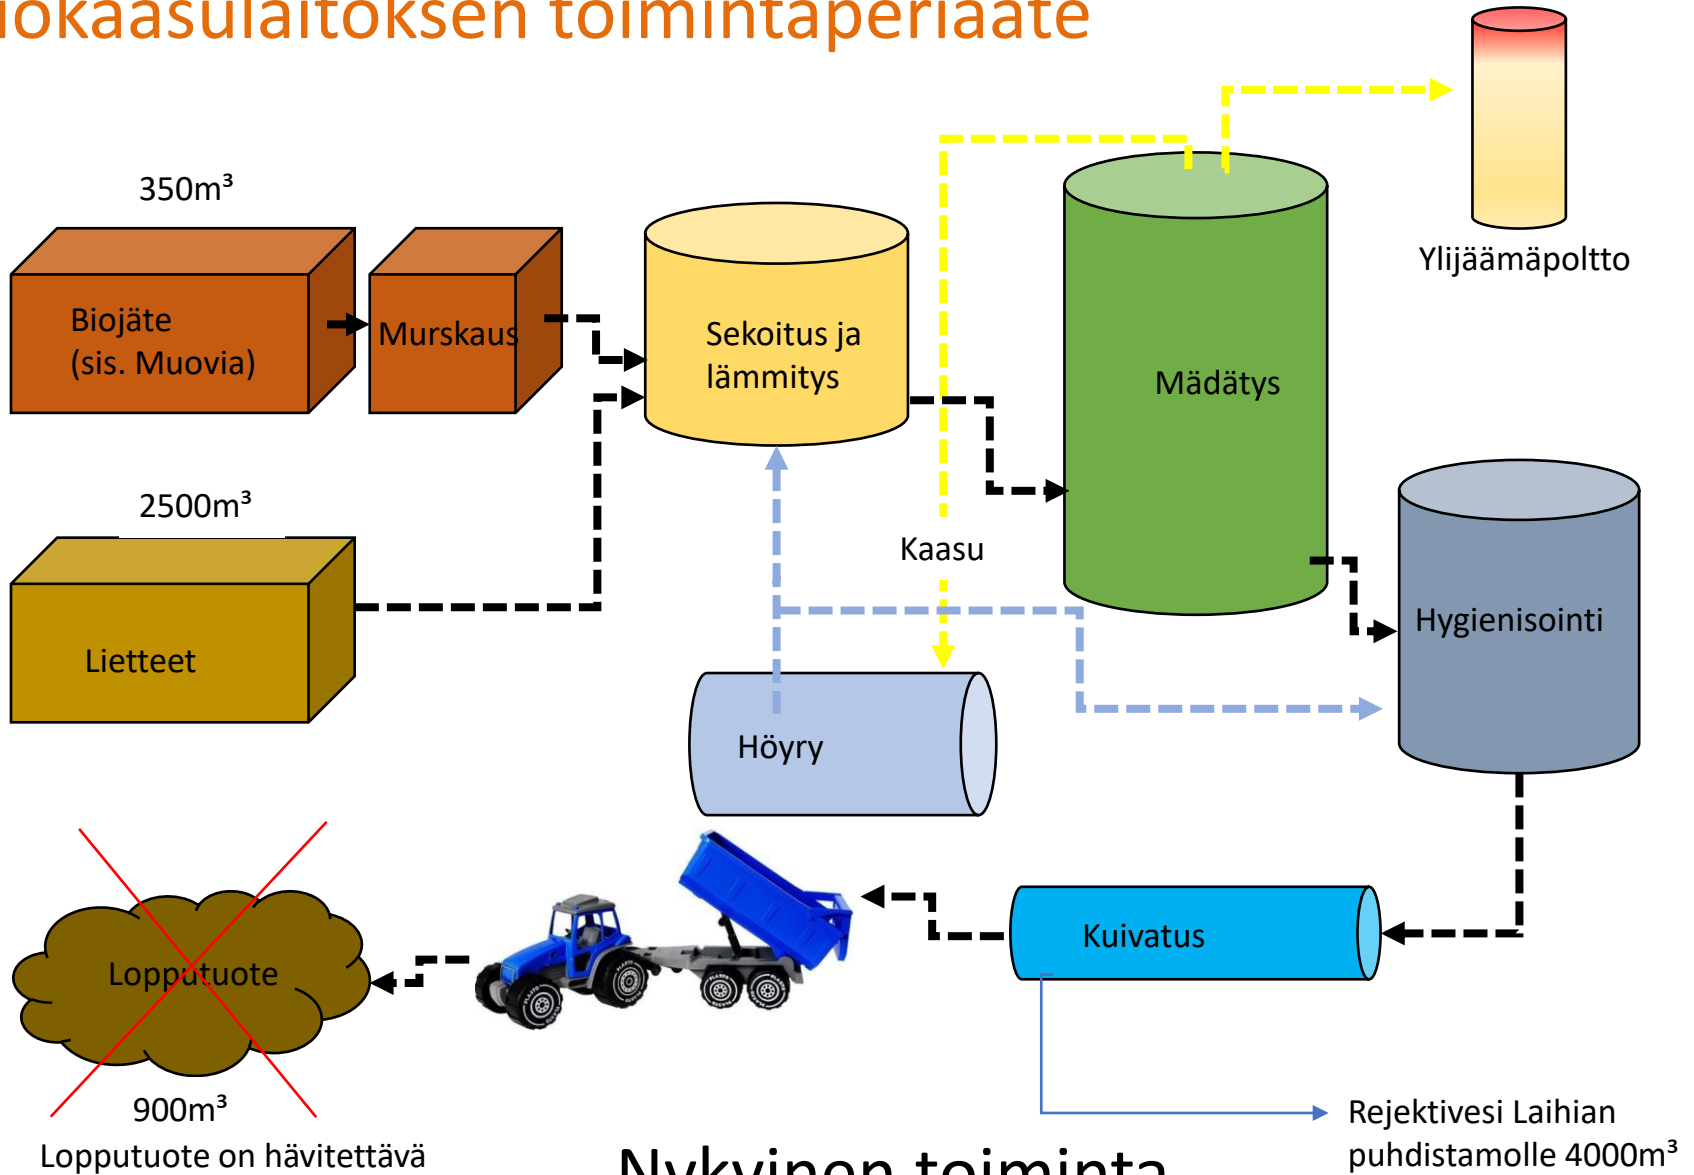 iokaasulaitoksen toimintaperiaate
350m³
Biojäte
(sis. Muovia)
Murskaus
Sekoitus ja
lämmitys
Mädätys
Ylijäämäpoltto
2500m³
Lietteet
Kaasu
Hygienisointi
Höyry
Lopputuote
Kuivatus
900m³
Lopputuote on hävitettävä
Nykyinen toiminta
Rejektivesi Laihian
puhdistamolle 4000m³